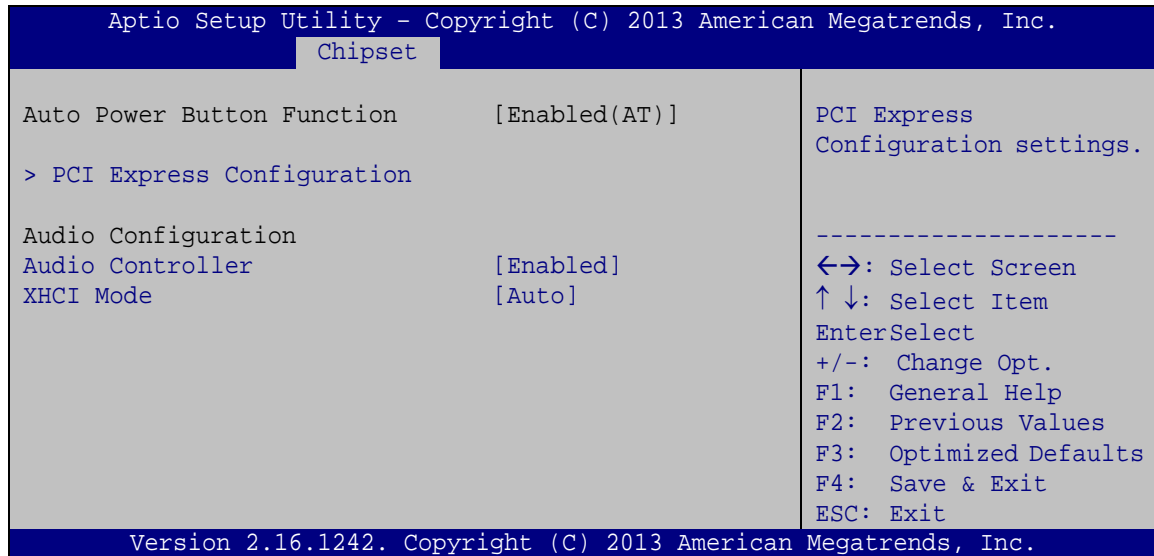 Aptio Setup Utility – Copyright (C) 2013 American Megatrends, Inc.
Chipset
Auto Power Button Function [Enabled(AT)]
> PCI Express Configuration
Audio Configuration
Audio Controller [Enabled]
XHCI Mode [Auto]
PCI Express
Configuration settings.
---------------------
←→: Select Screen
↑ ↓: Select Item
EnterSelect
+/-: Change Opt.
F1: General Help
F2: Previous Values
F3: Optimized Defaults
F4: Save & Exit
ESC: Exit
Version 2.16.1242. Copyright (C) 2013 American Megatrends, Inc.